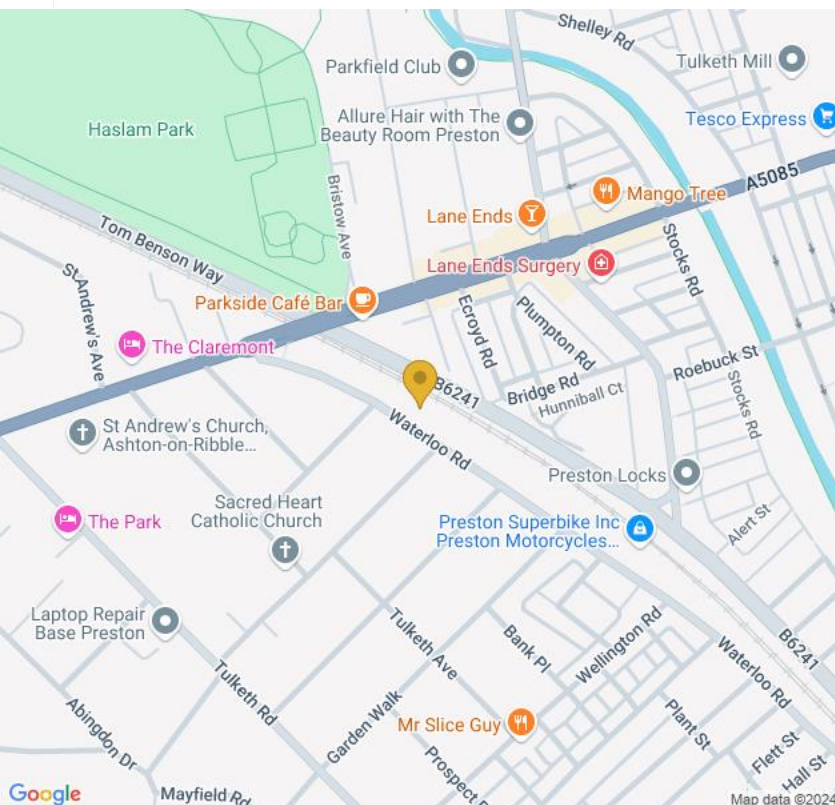 Shelley Rd
Parkfield Club
Tulketh Mill
Allure Hair with The
Beauty Room Preston
Tesco Express
Haslam Park
A5085
Bristow Ave
Mango Tree
Lane Ends
Tom Benson Way
Stocks Rd
Lane Ends Surgery
St Andrew's Ave
Parkside Café Bar
Ecroyd Rd
Plumpton Rd
The Claremont
Roebuck St
B6241
Bridge Rd
Hunniball Ct
Stocks Rd
St Andrew's Church,
Ashton-on-Ribble...
Waterloo Rd
Preston Locks
Sacred Heart
Catholic Church
The Park
Preston Superbike Inc
Preston Motorcycles...
Alert St
Laptop Repair
Base Preston
Tulketh Ave
Bank Pl
Wellington Rd
B6241
Waterloo Rd
Tulketh Rd
Garden Walk
Abingdon Dr
Mr Slice Guy
Plant St
Flett St
Hall St
Prospect
Google
Mayfield Rd
Map data ©2024